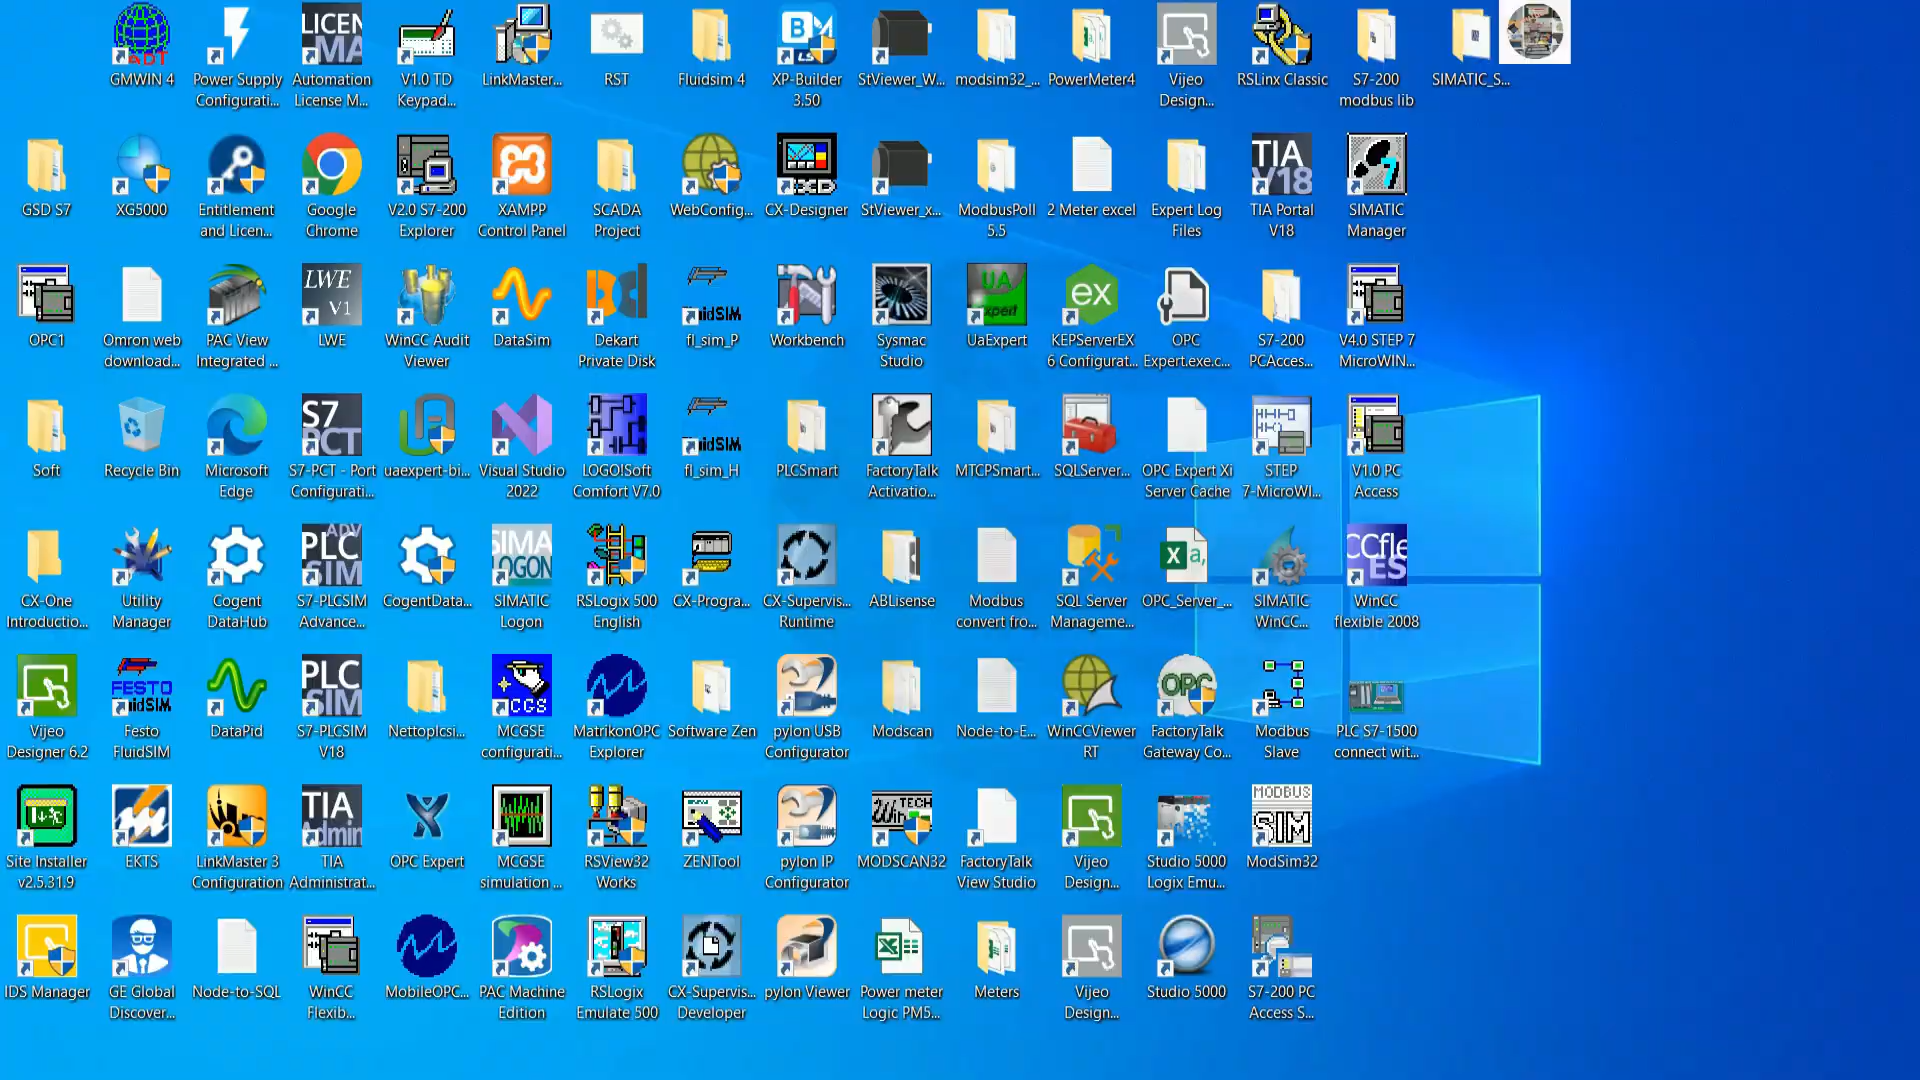 GMWIN 4
Power Supply
Configurati...
Automation
License M...
V1.0 TD
Keypad...
LinkMaster...
RST
Fluidsim 4
XP-Builder
3.50
StViewer_W...
modsim32_...
PowerMeter4
Vijeo
Design...
RSLinx Classic
S7-200
modbus lib
SIMATIC_S...
GSD S7
XG5000
Entitlement
and Licen...
Google
Chrome
V2.0 S7-200
Explorer
XAMPP
Control Panel
SCADA
Project
WebConfig...
CX-Designer
StViewer_x...
ModbusPoll
5.5
2 Meter excel
Expert Log
Files
TIA Portal
V18
SIMATIC
Manager
OPC1
Omron web
download...
PAC View
Integrated ...
LWE
WinCC Audit
Viewer
DataSim
Dekart
Private Disk
fl_sim_P
Workbench
Sysmac
Studio
UaExpert
KEPServerEX
6 Configurat...
OPC
Expert.exe.c...
S7-200
PCAcces...
V4.0 STEP 7
MicroWIN...
Soft
Recycle Bin
Microsoft
Edge
S7-PCT - Port
Configurati...
uaexpert-bi...
Visual Studio
2022
LOGO!Soft
Comfort V7.0
fl_sim_H
PLCSmart
FactoryTalk
Activatio...
MTCPSmart...
SQLServer...
OPC Expert Xi
Server Cache
STEP
7-MicroWI...
V1.0 PC
Access
CX-One
Introductio...
Utility
Manager
Cogent
DataHub
S7-PLCSIM
Advance...
CogentData...
SIMATIC
Logon
RSLogix 500
English
CX-Progra...
CX-Supervis...
Runtime
ABLisense
Modbus
convert fro...
SQL Server
Manageme...
OPC_Server_...
SIMATIC
WinCC...
WinCC
flexible 2008
Vijeo
Designer 6.2
Festo
FluidSIM
DataPid
S7-PLCSIM
V18
Nettoplcsi...
MCGSE
configurati...
MatrikonOPC
Explorer
Software Zen
pylon USB
Configurator
Modscan
Node-to-E...
WinCCViewer
RT
FactoryTalk
Gateway Co...
Modbus
Slave
PLC S7-1500
connect wit...
Site Installer
v2.5.31.9
EKTS
LinkMaster 3
Configuration
TIA
Administrat...
OPC Expert
MCGSE
simulation ...
RSView32
Works
ZENTool
pylon IP
Configurator
MODSCAN32
FactoryTalk
View Studio
Vijeo
Design...
Studio 5000
Logix Emu...
ModSim32
IDS Manager
GE Global
Discover...
Node-to-SQL
WinCC
Flexib...
MobileOPC...
PAC Machine
Edition
RSLogix
Emulate 500
CX-Supervis...
Developer
pylon Viewer
Power meter
Logic PM5...
Meters
Vijeo
Design...
Studio 5000
S7-200 PC
Access S...